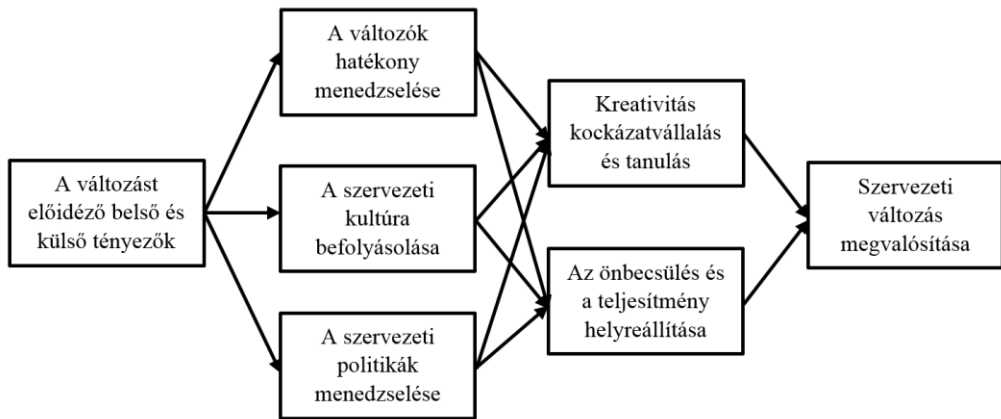 A változást
előidéző belső és
külső tényezők
A változók
hatékony
menedzselése
A szervezeti
kultúra
befolyásolása
A szervezeti
politikák
menedzselése
Kreativitás
kockázatvállalás
és tanulás
Az önbecsülés és
a teljesítmény
helyreállítása
Szervezeti
változás
megvalósítása